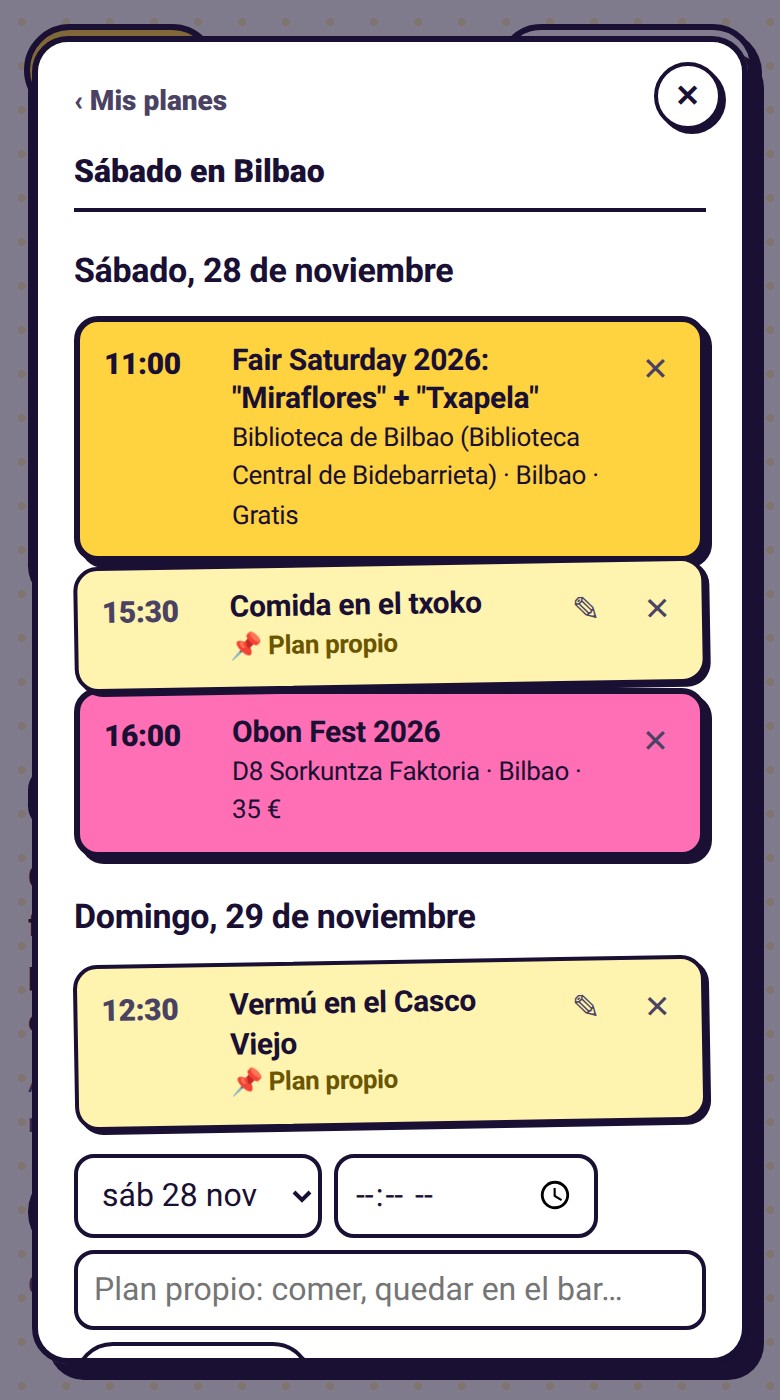 ‹ Mis planes
✕
Sábado en Bilbao
Sábado, 28 de noviembre
11:00
Fair Saturday 2026:
"Miraflores" + "Txapela"
Biblioteca de Bilbao (Biblioteca
Central de Bidebarrieta) · Bilbao ·
Gratis
✕
15:30
Comida en el txoko
📌 Plan propio
✎ ✕
16:00
Obon Fest 2026
D8 Sorkuntza Faktoria · Bilbao ·
35 €
✕
Domingo, 29 de noviembre
12:30
Vermú en el Casco
Viejo
📌 Plan propio
✎ ✕
sáb 28 nov
--:-- --
Plan propio: comer, quedar en el bar...